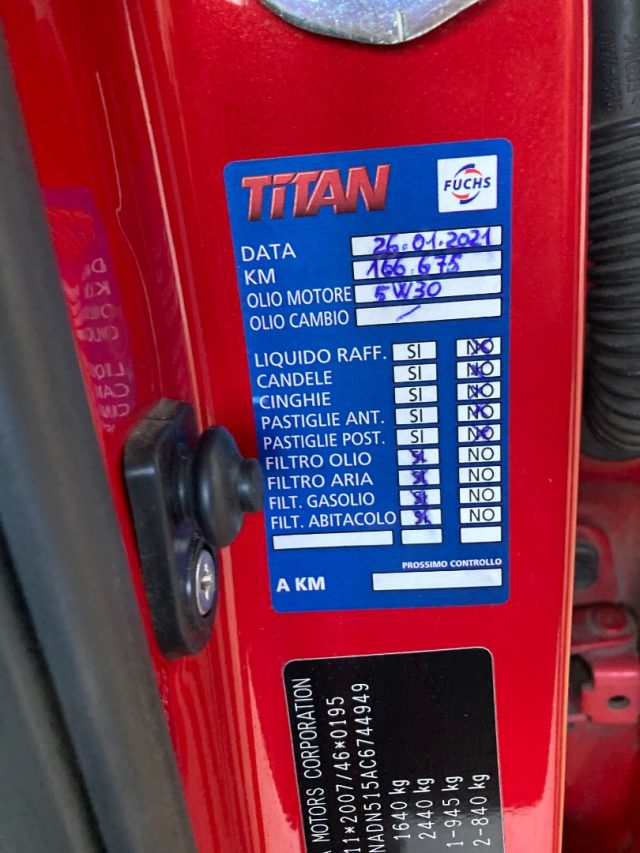 TiTAN FUCHS
DATA 26.01.2021
KM 166.675
OLIO MOTORE 5W30
OLIO CAMBIO
LIQUIDO RAFF. SI NO
CANDELE SI NO
CINGHIE SI NO
PASTIGLIE ANT. SI NO
PASTIGLIE POST. SI NO
FILTRO OLIO SI NO
FILTRO ARIA SI NO
FILT. GASOLIO SI NO
FILT. ABITACOLO SI NO
PROSSIMO CONTROLLO
A KM
A MOTORS CORPORATION
11*2007/46*0195
NADN515AC6744949
1640 kg
2440 kg
1-945 kg
2-840 kg